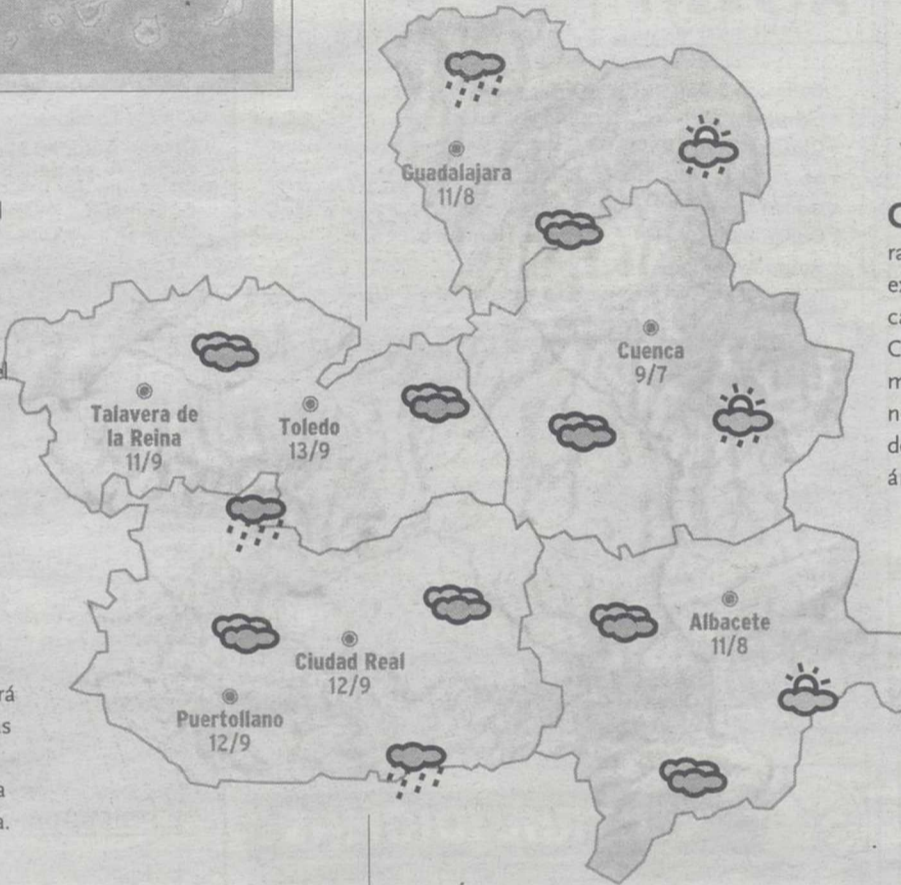 Guadalajara
11/8
Cuenca
9/7
Talavera de
la Reina
11/9
Toledo
13/9
Albacete
11/8
Ciudad Real
12/9
Puertollano
12/9